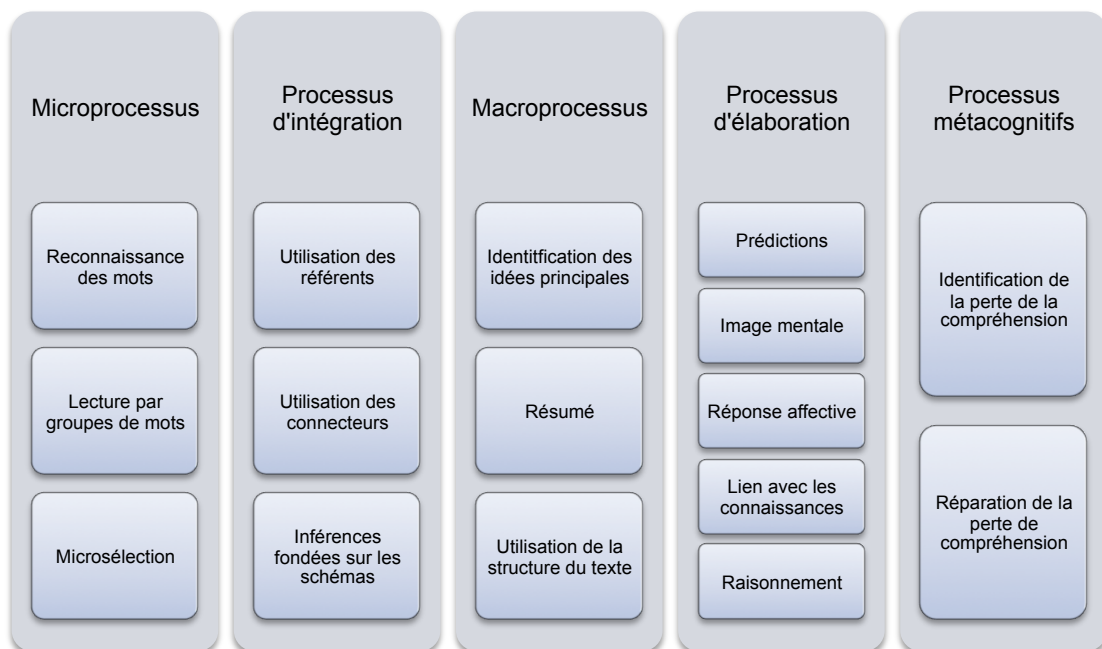 Microprocessus
Reconnaissance
des mots
Lecture par
groupes de mots
Microsélection
Processus
d'intégration
Utilisation des
référents
Utilisation des
connecteurs
Inférences
fondées sur les
schémas
Macroprocessus
Identitfication des
idées principales
Résumé
Utilisation de la
structure du texte
Processus
d'élaboration
Prédictions
Image mentale
Réponse affective
Lien avec les
connaissances
Raisonnement
Processus
métacognitifs
Identification de
la perte de la
compréhension
Réparation de la
perte de
compréhension